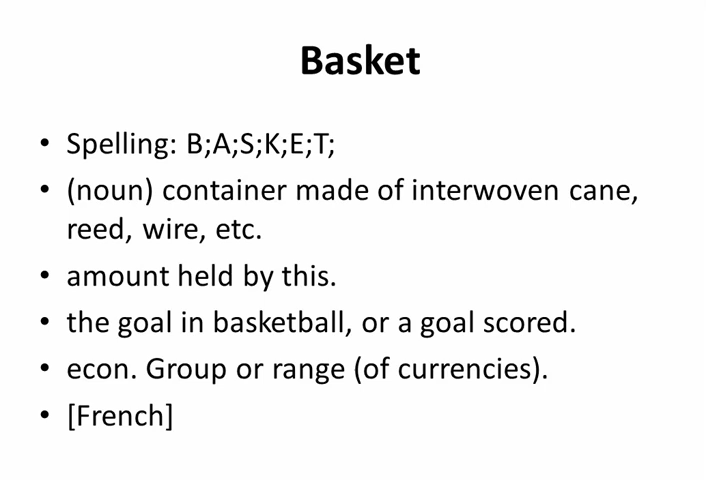 Basket
• Spelling: B;A;S;K;E;T;
• (noun) container made of interwoven cane,
reed, wire, etc.
• amount held by this.
• the goal in basketball, or a goal scored.
• econ. Group or range (of currencies).
• [French]